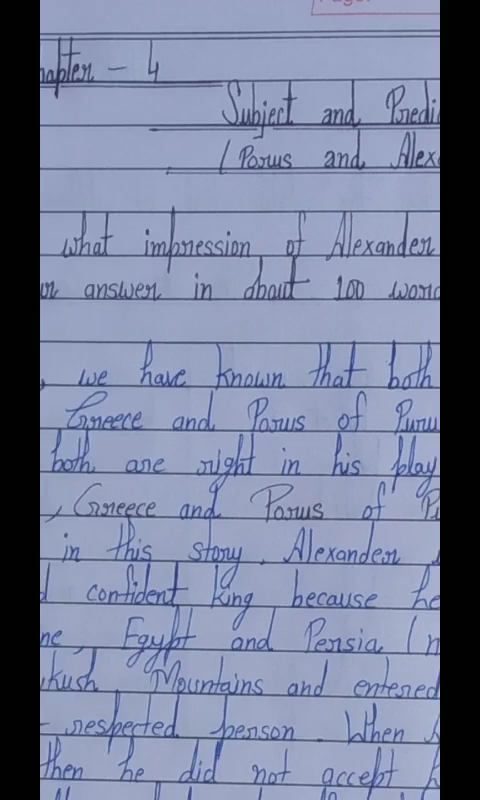 hapter - 4
Subject and Predi
(Porus and Alex
what impression of Alexander
ur answer in about 100 word
we have known that both
Greece and Porus of Puru
both are right in his play
, Greece and Porus of P
in this story. Alexander
d confident king because he
ne, Egypt and Persia (n
kush Mountains and entered
- respected person. When
then he did not accept